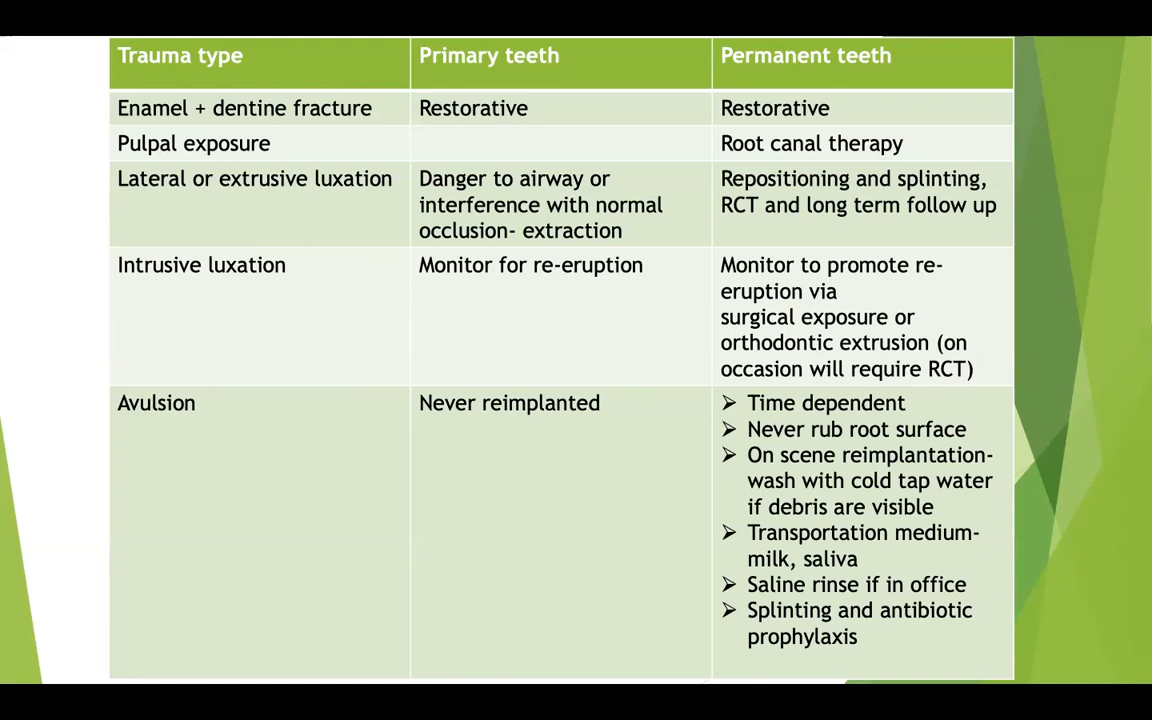 Trauma type
Primary teeth
Permanent teeth
Enamel + dentine fracture
Restorative
Restorative
Pulpal exposure
Root canal therapy
Lateral or extrusive luxation
Danger to airway or
interference with normal
occlusion- extraction
Repositioning and splinting,
RCT and long term follow up
Intrusive luxation
Monitor for re-eruption
Monitor to promote re-
eruption via
surgical exposure or
orthodontic extrusion (on
occasion will require RCT)
Avulsion
Never reimplanted
➢ Time dependent
➢ Never rub root surface
➢ On scene reimplantation-
wash with cold tap water
if debris are visible
➢ Transportation medium-
milk, saliva
➢ Saline rinse if in office
➢ Splinting and antibiotic
prophylaxis